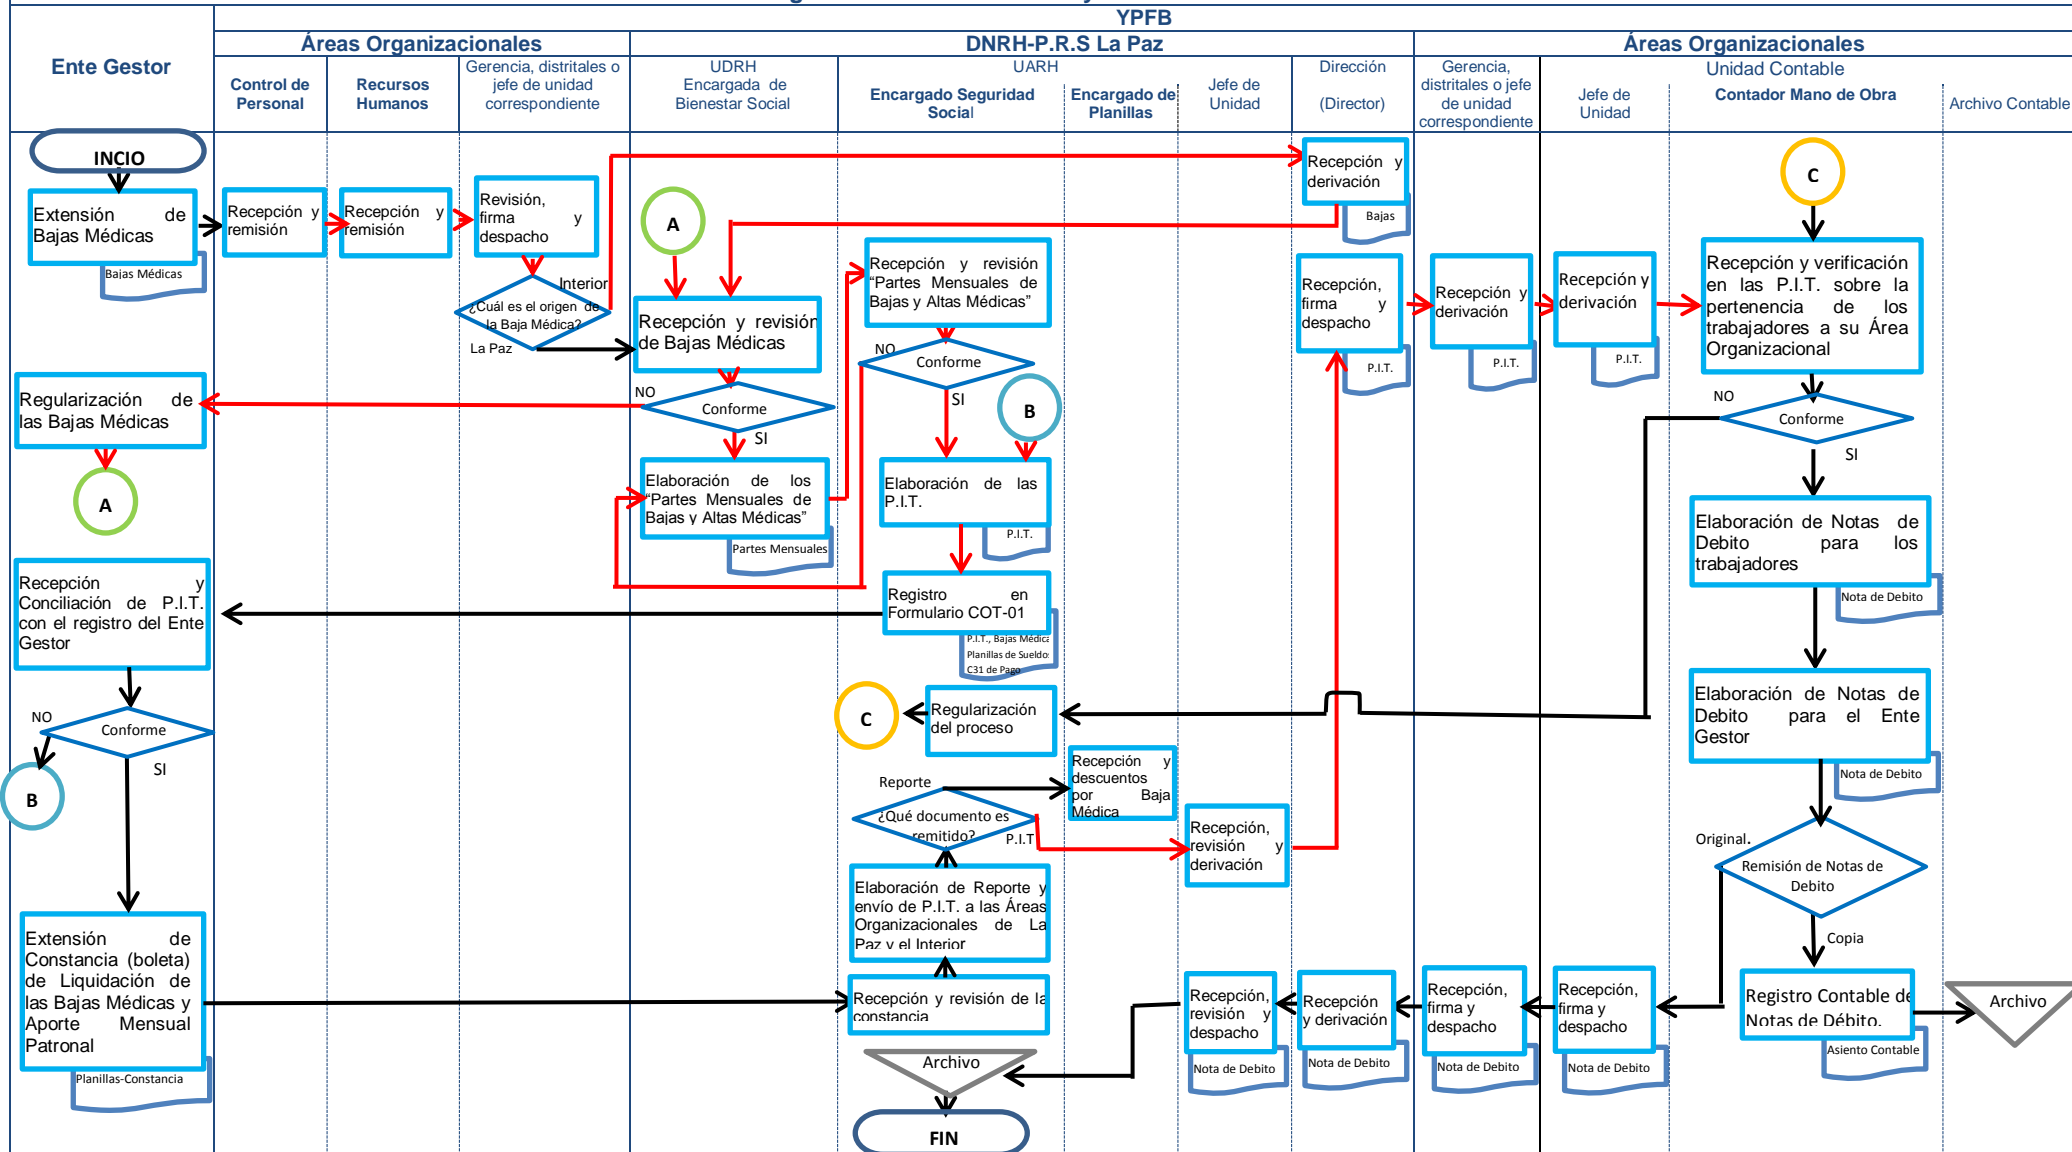 YPFB
Ente Gestor
Áreas Organizacionales
DNRH-P.R.S La Paz
Áreas Organizacionales
Control de
Personal
Recursos
Humanos
Gerencia, distritales o
jefe de unidad
correspondiente
UDRH
Encargada de
Bienestar Social
UARH
Encargado Seguridad
Social
Encargado de
Planillas
Jefe de
Unidad
Dirección
(Director)
Gerencia,
distritales o jefe
de unidad
correspondiente
Unidad Contable
Jefe de
Unidad
Contador Mano de Obra
Archivo Contable
INCIO
Extensión de
Bajas Médicas
Bajas Médicas
Recepción y
remisión
Recepción y
remisión
Revisión,
firma y
despacho
Interior
¿Cuál es el origen de
la Baja Médica?
La Paz
A
Recepción y revisión
de Bajas Médicas
NO
Conforme
SI
Regularización de
las Bajas Médicas
A
Elaboración de los
“Partes Mensuales de
Bajas y Altas Médicas”
Partes Mensuales
Recepción y revisión
“Partes Mensuales de
Bajas y Altas Médicas”
NO
Conforme
SI
B
Elaboración de las
P.I.T.
P.I.T.
Registro en
Formulario COT-01
P.I.T., Bajas Médica
Planillas de Sueldo
C31 de Pago
Recepción y
Conciliación de P.I.T.
con el registro del Ente
Gestor
NO
Conforme
SI
B
Extensión de
Constancia (boleta)
de Liquidación de
las Bajas Médicas y
Aporte Mensual
Patronal
Planillas-Constancia
C
Regularización
del proceso
Reporte
¿Qué documento es
remitido?
P.I.T
Recepción y
descuentos
por Baja
Médica
Elaboración de Reporte y
envío de P.I.T. a las Áreas
Organizacionales de La
Paz y el Interior
Recepción y revisión de la
constancia
Archivo
FIN
Recepción,
revisión y
derivación
Recepción y
derivación
Bajas
Recepción,
firma y
despacho
P.I.T.
Recepción y
derivación
P.I.T.
Recepción y
derivación
P.I.T.
C
Recepción y verificación
en las P.I.T. sobre la
pertenencia de los
trabajadores a su Área
Organizacional
NO
Conforme
SI
Elaboración de Notas de
Debito para los
trabajadores
Nota de Debito
Elaboración de Notas de
Debito para el Ente
Gestor
Nota de Debito
Original.
Remisión de Notas de
Debito
Copia
Registro Contable de
Notas de Débito.
Asiento Contable
Archivo
Recepción,
firma y
despacho
Nota de Debito
Recepción,
firma y
despacho
Nota de Debito
Recepción
y derivación
Nota de Debito
Recepción,
revisión y
despacho
Nota de Debito